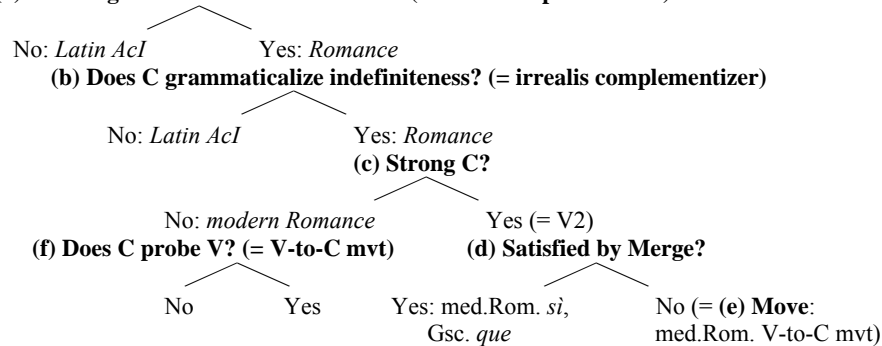 No: Latin AcI Yes: Romance
(b) Does C grammaticalize indefiniteness? (= irrealis complementizer)
No: Latin AcI Yes: Romance
(c) Strong C?
No: modern Romance Yes (= V2)
(f) Does C probe V? (= V-to-C mvt) (d) Satisfied by Merge?
No Yes Yes: med.Rom. sì, No (= (e) Move:
Gsc. que med.Rom. V-to-C mvt)